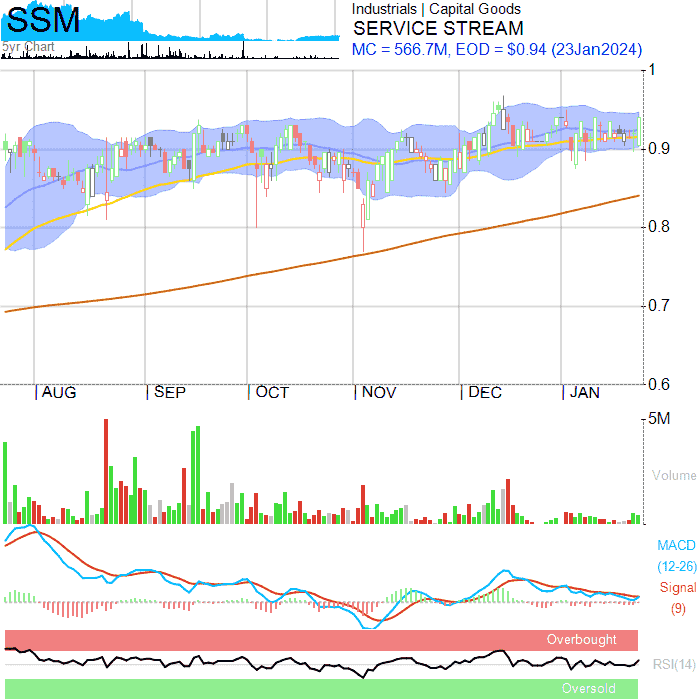 SSM
5yr Chart
Industrials | Capital Goods
SERVICE STREAM
MC = 566.7M, EOD = $0.94 (23Jan2024)
1
0.9
0.8
0.7
0.6
| AUG | SEP | OCT | NOV | DEC | JAN
5M
Volume
MACD
(12-26)
Signal
(9)
Overbought
RSI(14)
Oversold